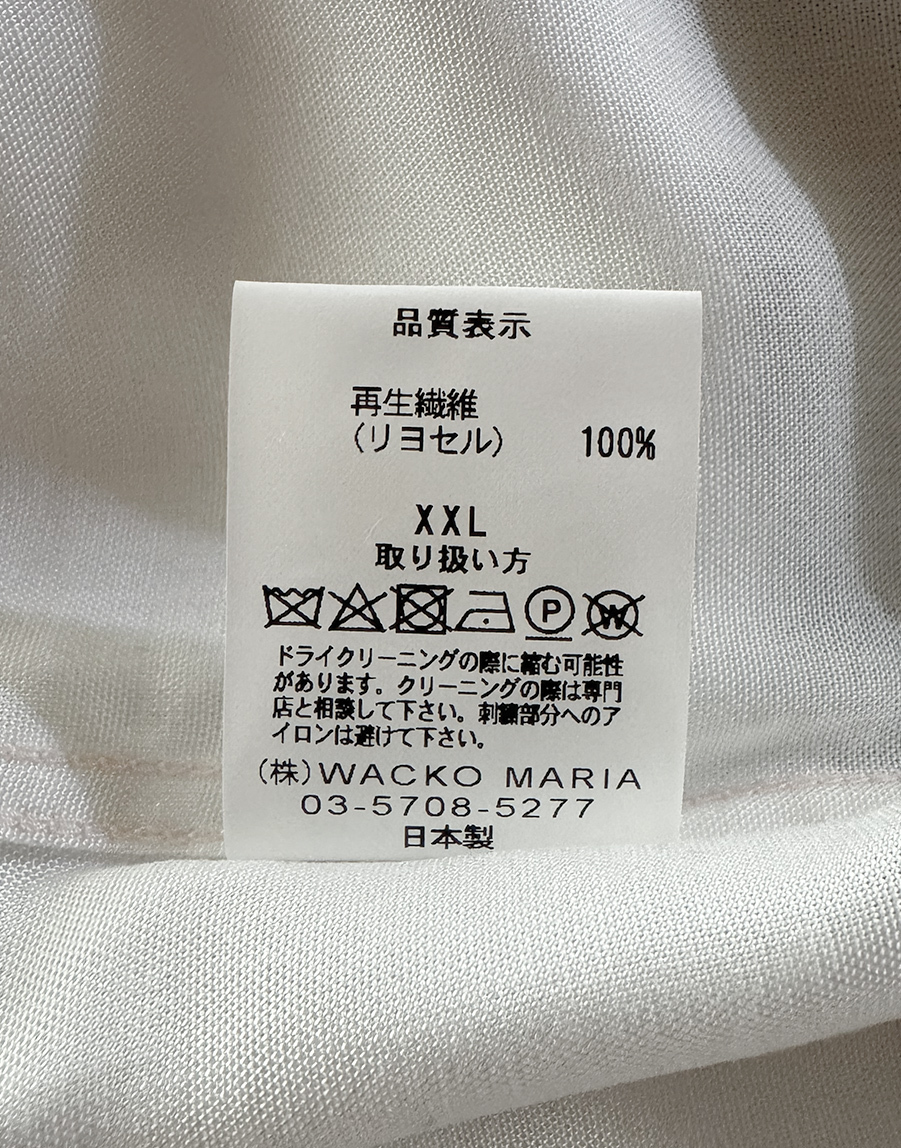 品質表示
再生繊維
(リヨセル) 100%
XXL
取り扱い方
P W
ドライクリーニングの際に縮む可能性
があります。クリーニングの際は専門
店と相談して下さい。刺繍部分へのア
イロンは避けて下さい。
(株)WACKO MARIA
03-5708-5277
日本製